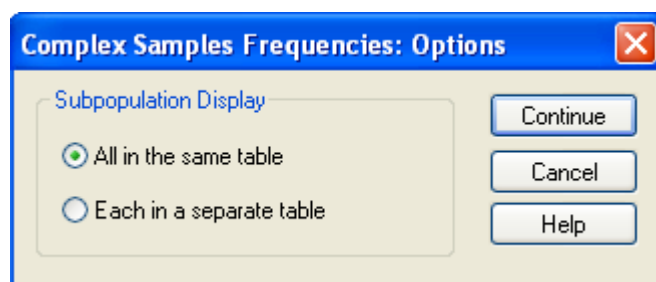 Complex Samples Frequencies: Options
Subpopulation Display
All in the same table
Each in a separate table
Continue
Cancel
Help